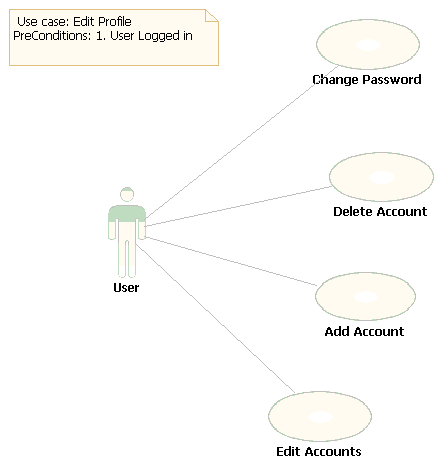 Use case: Edit Profile
PreConditions: 1. User Logged in
Change Password
Delete Account
User
Add Account
Edit Accounts